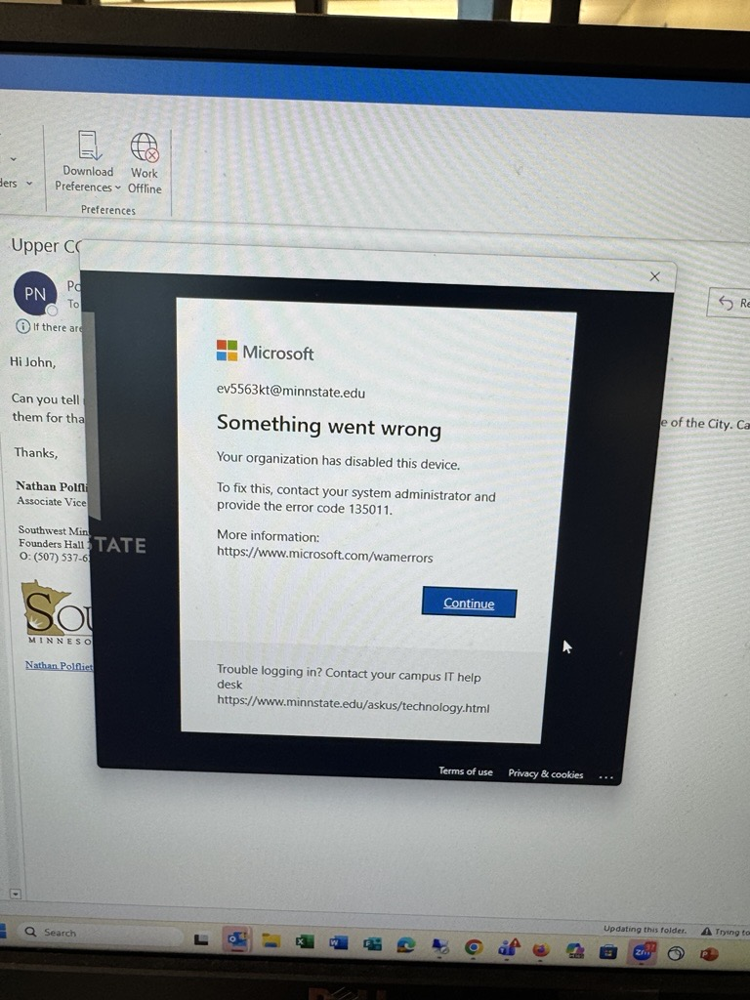 ders
Download
Preferences
Work
Offline
Preferences
Upper
PN
To
If there are
Re
Hi John,
Can you tell
them for tha
e of the City. Ca
Thanks,
Nathan Polfli
Associate Vice
Southwest Min
Founders Hall
O: (507) 537-6
SOU
MINNESO
Nathan Polfliet
TATE
Microsoft
ev5563kt@minnstate.edu
Something went wrong
Your organization has disabled this device.
To fix this, contact your system administrator and
provide the error code 135011.
More information:
https://www.microsoft.com/wamerrors
Continue
Trouble logging in? Contact your campus IT help
desk
https://www.minnstate.edu/askus/technology.html
Terms of use Privacy & cookies ...
Updating this folder. Trying to
Search
zm